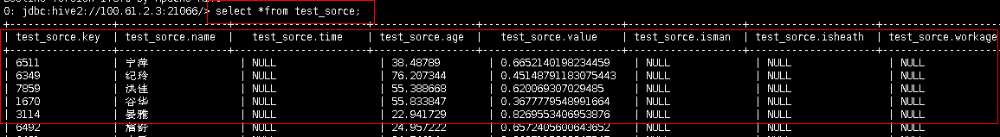 0: jdbc:hive2://100.61.2.3:21066/> select *from test_sorce;
| test_sorce.key | test_sorce.name | test_sorce.time | test_sorce.age | test_sorce.value | test_sorce.isman | test_sorce.isheath | test_sorce.workage
| 6511 | 宁萍 | NULL | 38.48789 | 0.6652140198234459 | NULL | NULL | NULL
| 6349 | 纪玲 | NULL | 76.207344 | 0.45148791183075443 | NULL | NULL | NULL
| 7859 | 洪佳 | NULL | 55.388668 | 0.620069307029485 | NULL | NULL | NULL
| 1670 | 谷华 | NULL | 55.833847 | 0.3677779548991664 | NULL | NULL | NULL
| 3114 | 晏雅 | NULL | 22.941729 | 0.8269553406953876 | NULL | NULL | NULL
| 6492 | NULL | 24.957222 | 0.6572405600643652 | NULL | NULL | NULL